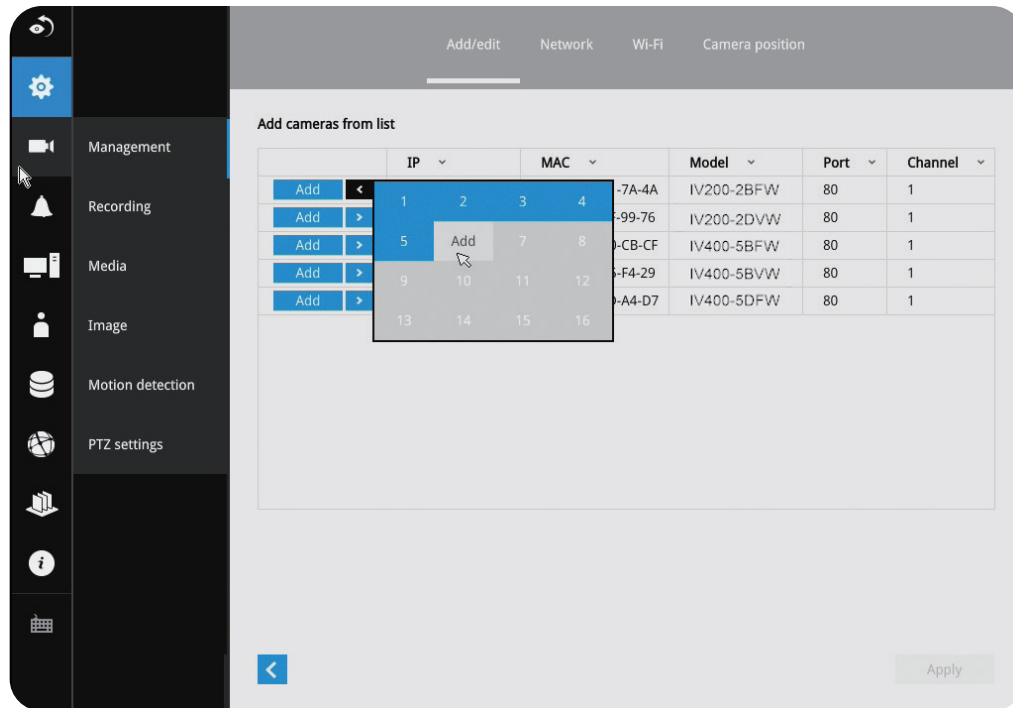 Add/edit Network Wi-Fi Camera position
Add cameras from list
Management
Recording
Media
Image
Motion detection
PTZ settings
IP MAC Model Port Channel
Add -7A-4A IV200-2BFW 80 1
Add -99-76 IV200-2DVW 80 1
Add -CB-CF IV400-5BFW 80 1
Add -F4-29 IV400-5BVW 80 1
Add -A4-D7 IV400-5DFW 80 1
1 2 3 4
5 Add 7 8
9 10 11 12
13 14 15 16
Apply